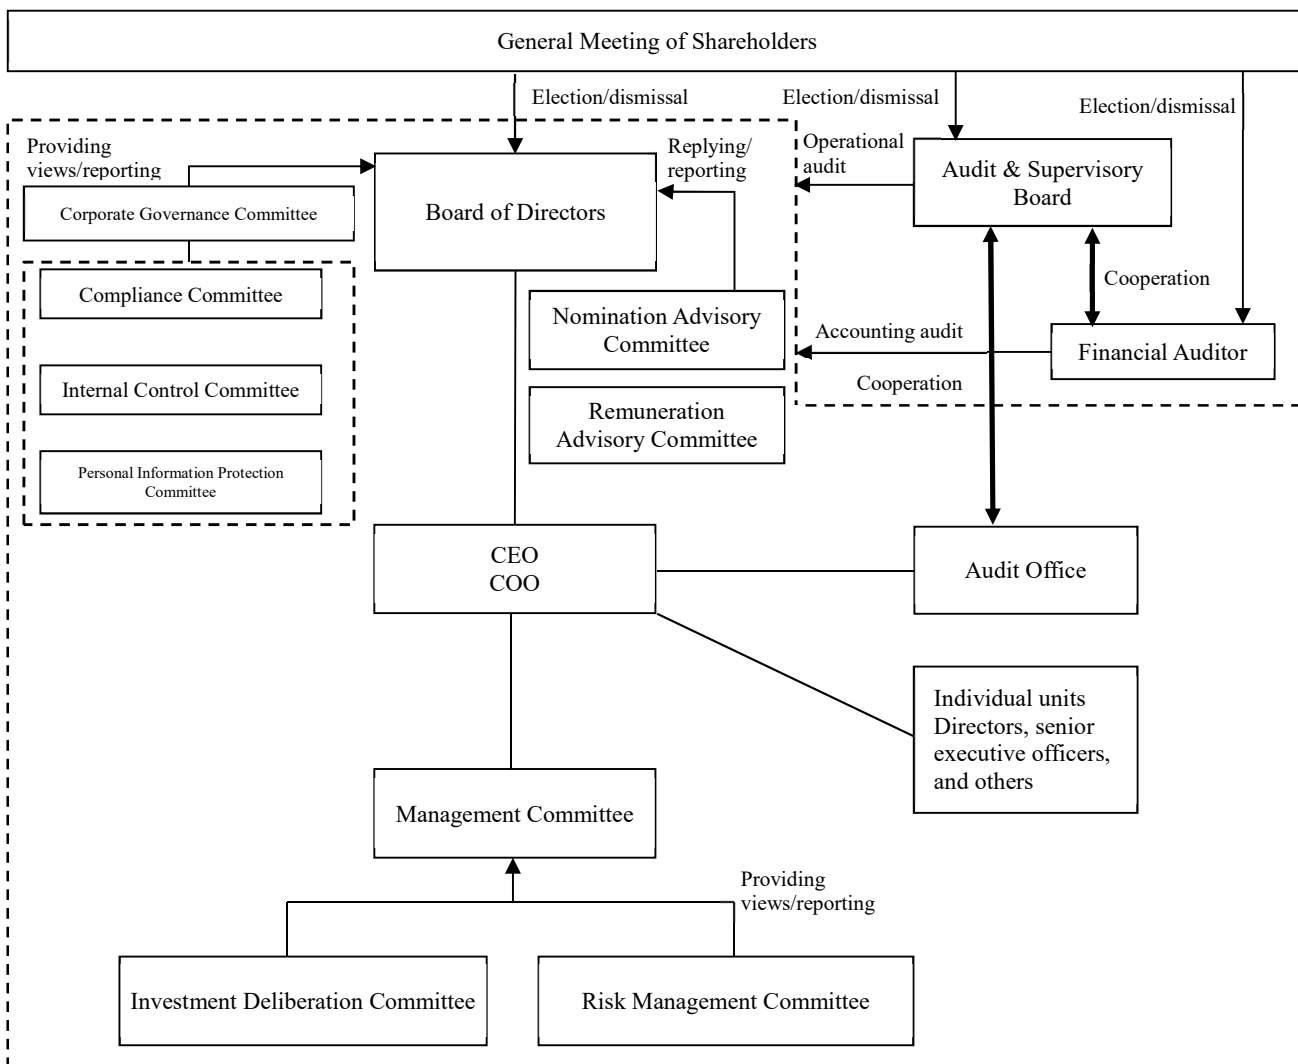 General Meeting of Shareholders
Election/dismissal
Election/dismissal
Election/dismissal
Providing
views/reporting
Replying/
reporting
Operational
audit
Audit & Supervisory
Board
Corporate Governance Committee
Board of Directors
Compliance Committee
Cooperation
Nomination Advisory
Committee
Accounting audit
Financial Auditor
Internal Control Committee
Cooperation
Remuneration
Advisory Committee
Personal Information Protection
Committee
CEO
COO
Audit Office
Individual units
Directors, senior
executive officers,
and others
Management Committee
Providing
views/reporting
Investment Deliberation Committee
Risk Management Committee